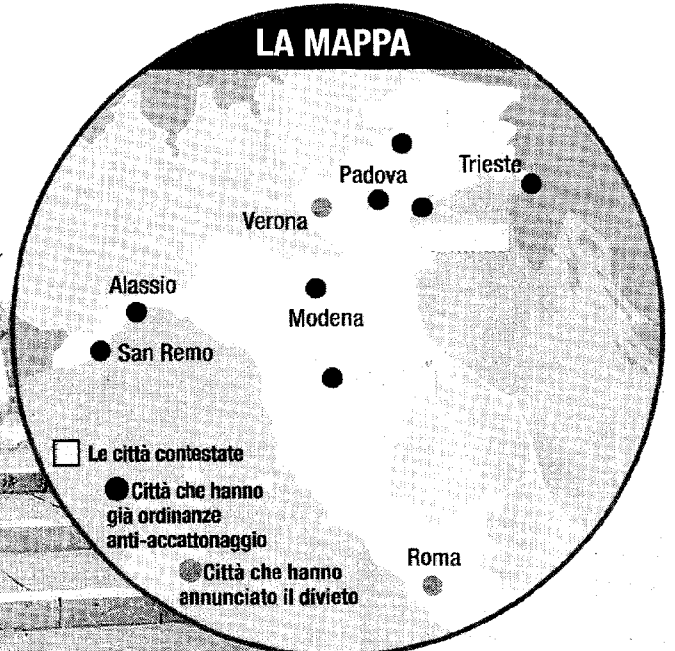 LA MAPPA
Padova
Trieste
Verona
Alassio
Modena
San Remo
Le città contestate
Città che hanno
già ordinanze
anti-accattonaggio
Roma
Città che hanno
annunciato il divieto